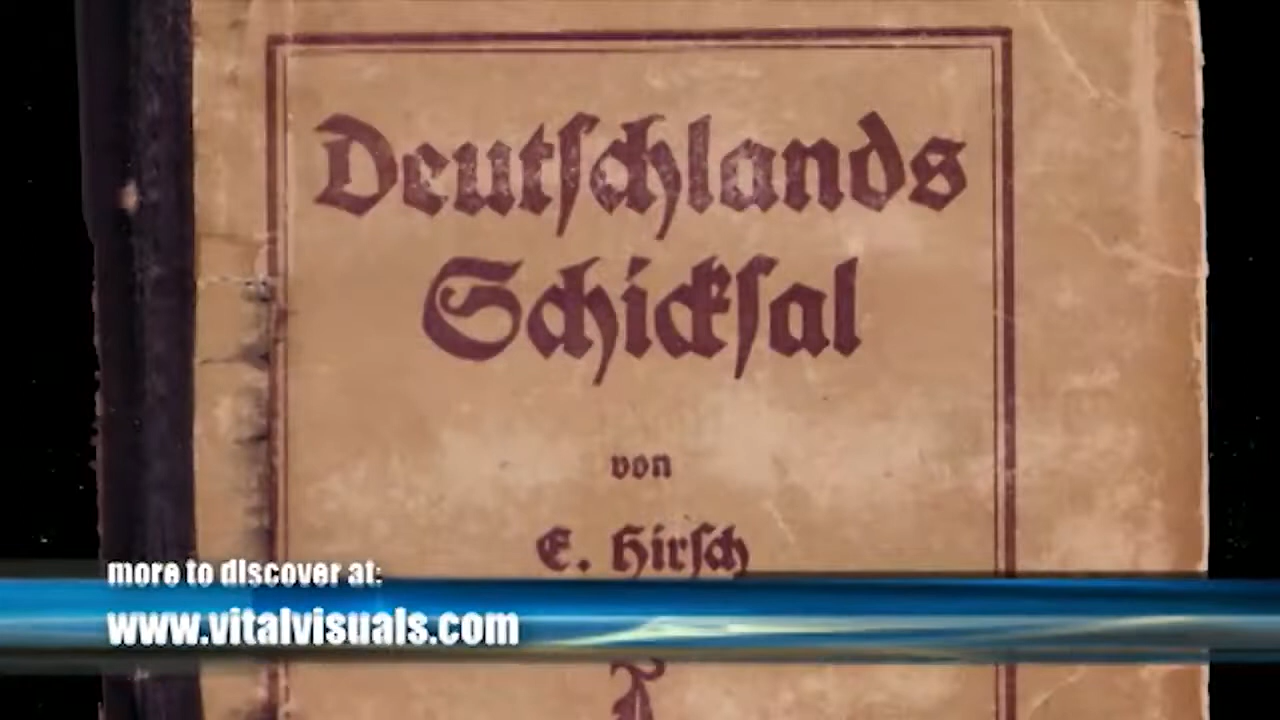 Deutſchlands
Schickſal
von
E. Hirſch
more to discover at:
www.vitalvisuals.com